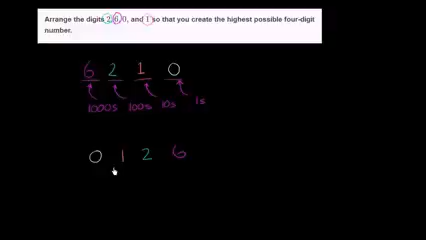 Arrange the digits 2, 6, 0, and 1 so that you create the highest possible four-digit
number.
6 2 1 0
1000s 100s 10s 1s
0 1 2 6